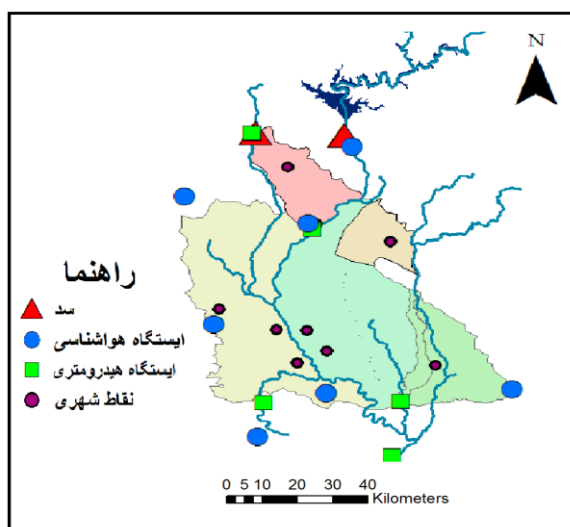 N
راهنما
سد
ایستگاه هواشناسی
ایستگاه هیدرومتری
نقاط شهری
0 5 10 20 30 40
Kilometers